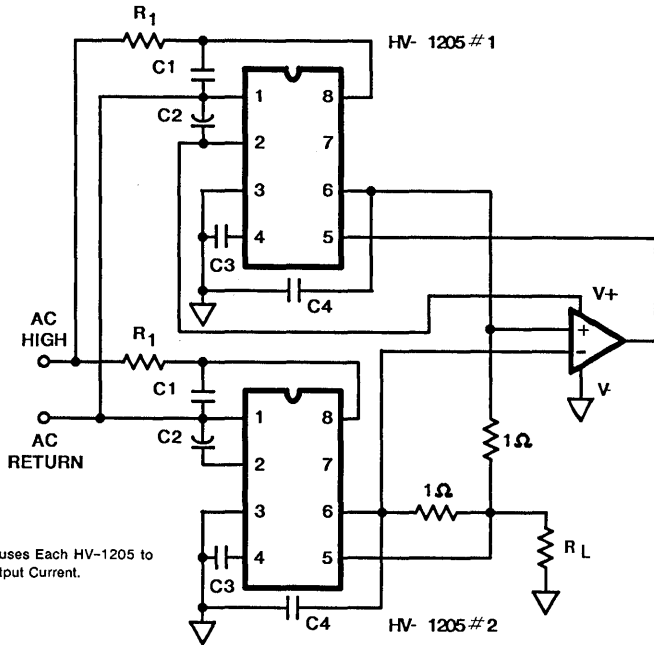 R1
HV- 1205#1
C1
1
8
C2
2
7
3
6
4
5
C3
C4
V+
AC
HIGH
R1
+
-
V-
C1
1
8
C2
AC
RETURN
2
7
1Ω
1Ω
3
6
uses Each HV-1205 to
4
5
RL
tput Current.
C3
C4
HV- 1205#2